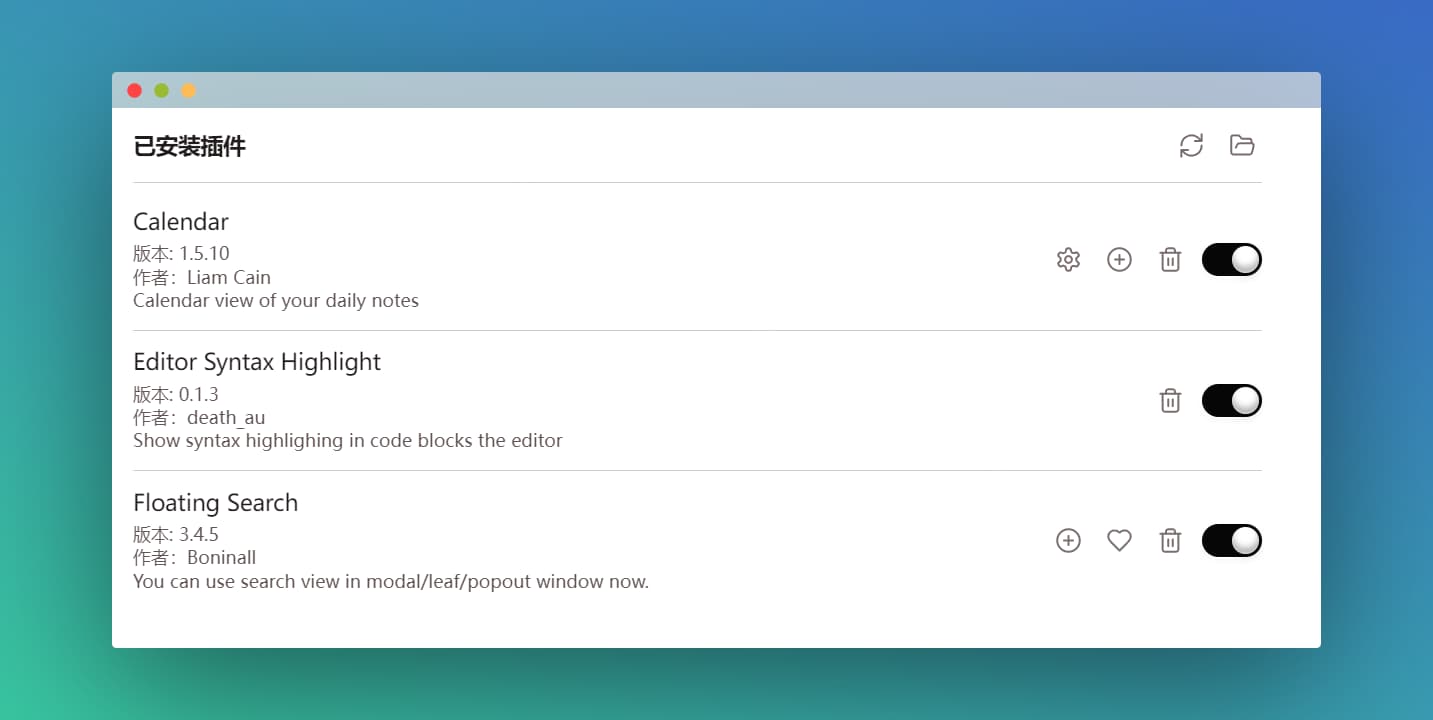 已安装插件
Calendar
版本: 1.5.10
作者：Liam Cain
Calendar view of your daily notes
Editor Syntax Highlight
版本: 0.1.3
作者：death_au
Show syntax highlighing in code blocks the editor
Floating Search
版本: 3.4.5
作者：Boninall
You can use search view in modal/leaf/popout window now.